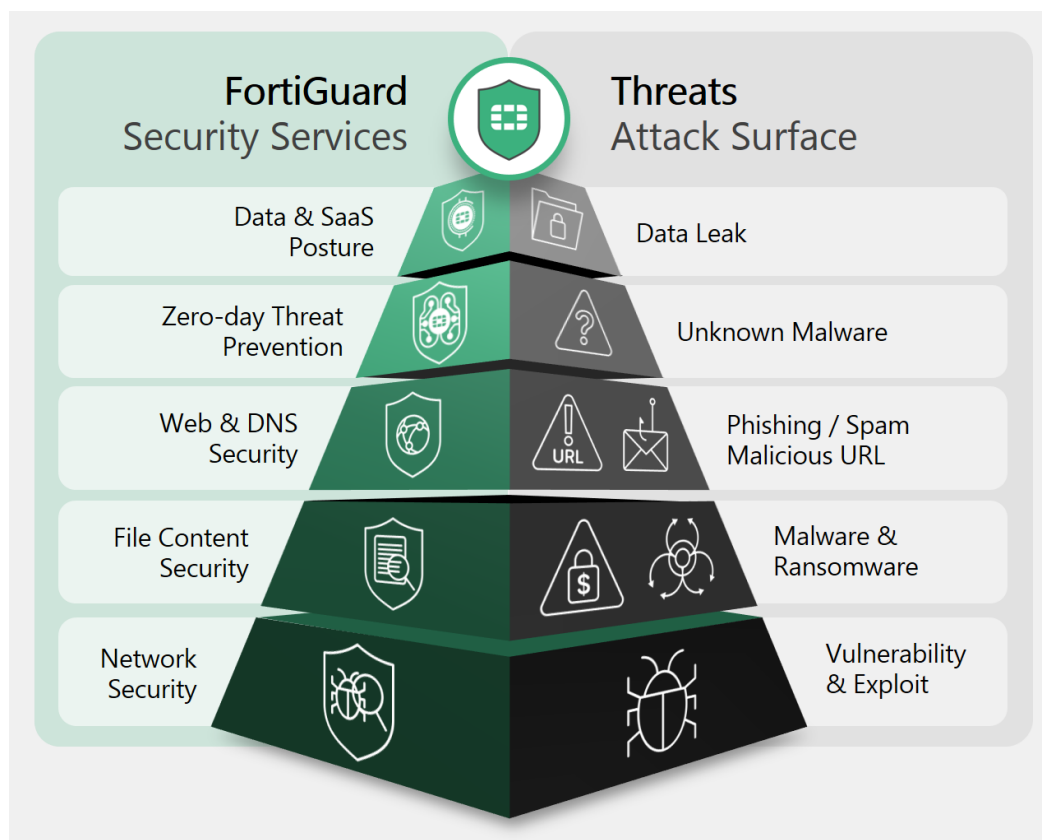 FortiGuard
Security Services
Threats
Attack Surface
Data & SaaS
Posture
Data Leak
Zero-day Threat
Prevention
?
Unknown Malware
Web & DNS
Security
!
URL
Phishing / Spam
Malicious URL
File Content
Security
$
Malware &
Ransomware
Network
Security
Vulnerability
& Exploit